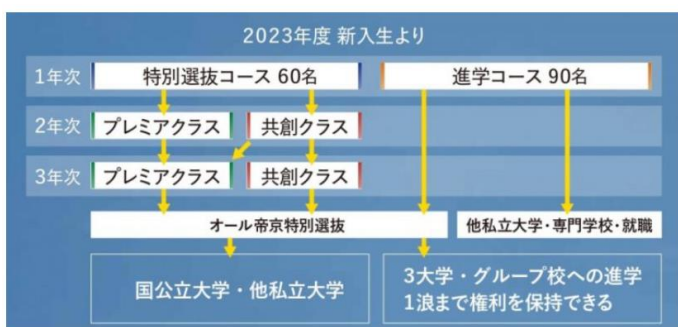 2023年度 新入生より
1年次 特別選抜コース 60名 進学コース 90名
2年次 プレミアクラス 共創クラス
3年次 プレミアクラス 共創クラス
オール帝京特別選抜 他私立大学・専門学校・就職
国公立大学・他私立大学
3大学・グループ校への進学
1浪まで権利を保持できる